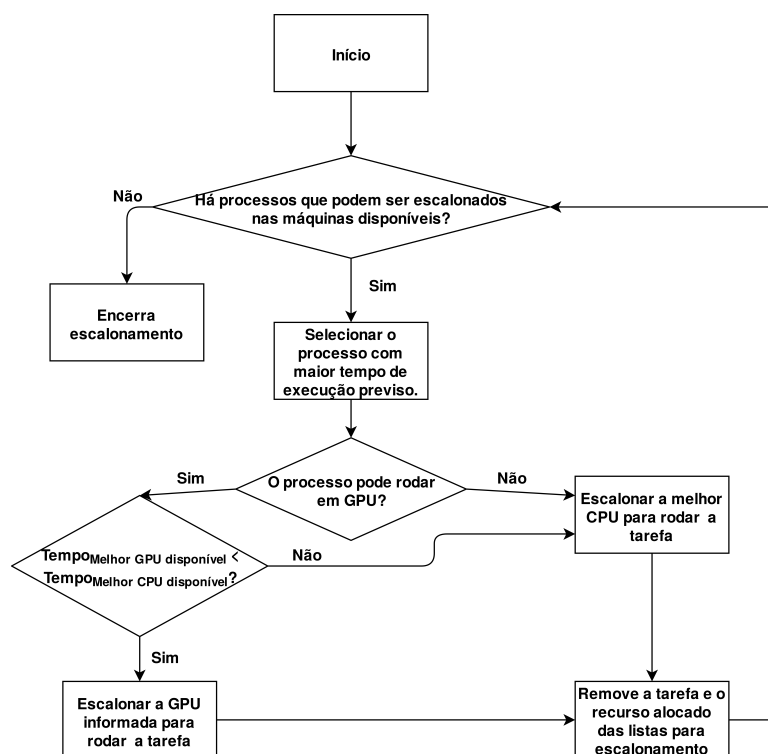 Início
Não
Há processos que podem ser escalonados
nas máquinas disponíveis?
Sim
Encerra
escalonamento
Selecionar o
processo com
maior tempo de
execução previso.
Sim
O processo pode rodar
em GPU?
Não
Escalonar a melhor
CPU para rodar a
tarefa
TempoMelhor GPU disponível <
TempoMelhor CPU disponível?
Não
Sim
Escalonar a GPU
informada para
rodar a tarefa
Remove a tarefa e o
recurso alocado
das listas para
escalonamento